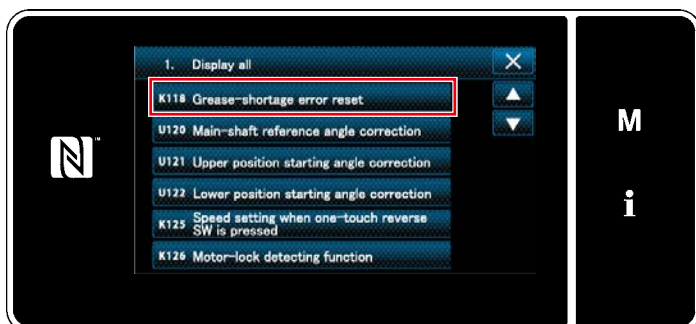 1. Display all
K118 Grease-shortage error reset
U120 Main-shaft reference angle correction
U121 Upper position starting angle correction
U122 Lower position starting angle correction
K125 Speed setting when one-touch reverse
SW is pressed
K126 Motor-lock detecting function
M
i